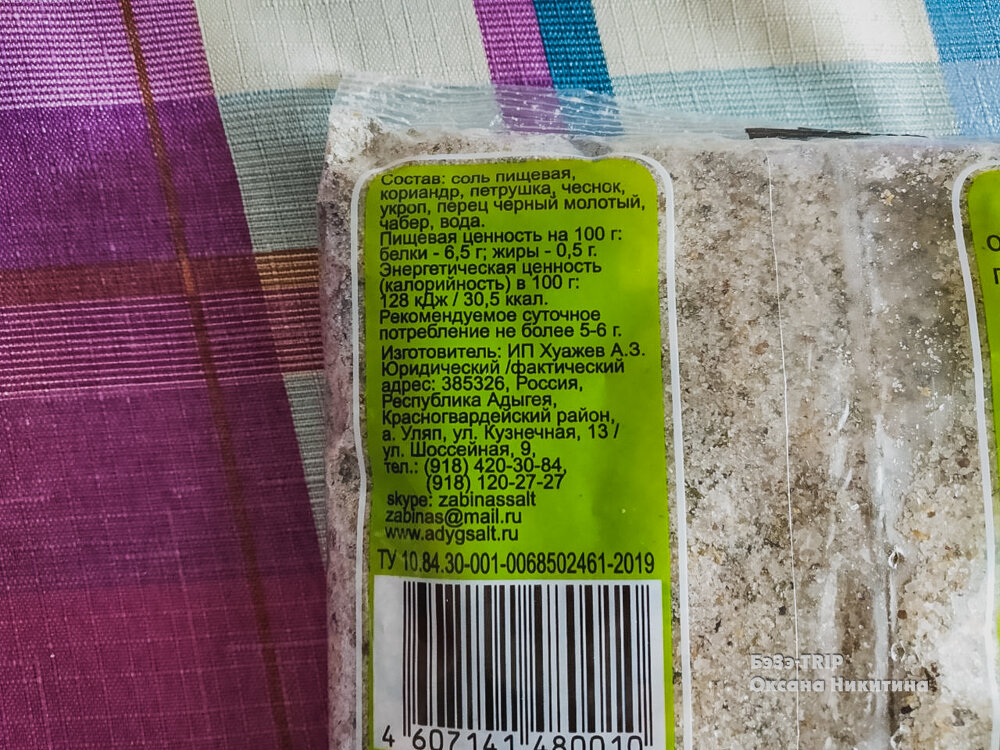 Состав: соль пищевая,
кориандр, петрушка, чеснок,
укроп, перец черный молотый,
чабер, вода.
Пищевая ценность на 100 г:
белки - 6,5 г; жиры - 0,5 г.
Энергетическая ценность
(калорийность) в 100 г:
128 кДж / 30,5 ккал.
Рекомендуемое суточное
потребление не более 5-6 г.
Изготовитель: ИП Хуажев А.З.
Юридический /фактический
адрес: 385326, Россия,
Республика Адыгея,
Красногвардейский район,
а. Уляп, ул. Кузнечная, 13 /
ул. Шоссейная, 9,
тел.: (918) 420-30-84,
(918) 120-27-27
skype: zabinassalt
zabinas@mail.ru
www.adygsalt.ru
ТУ 10.84.30-001-0068502461-2019
4 607141 480010
БэЗэ-TRIP
Оксана Никитина